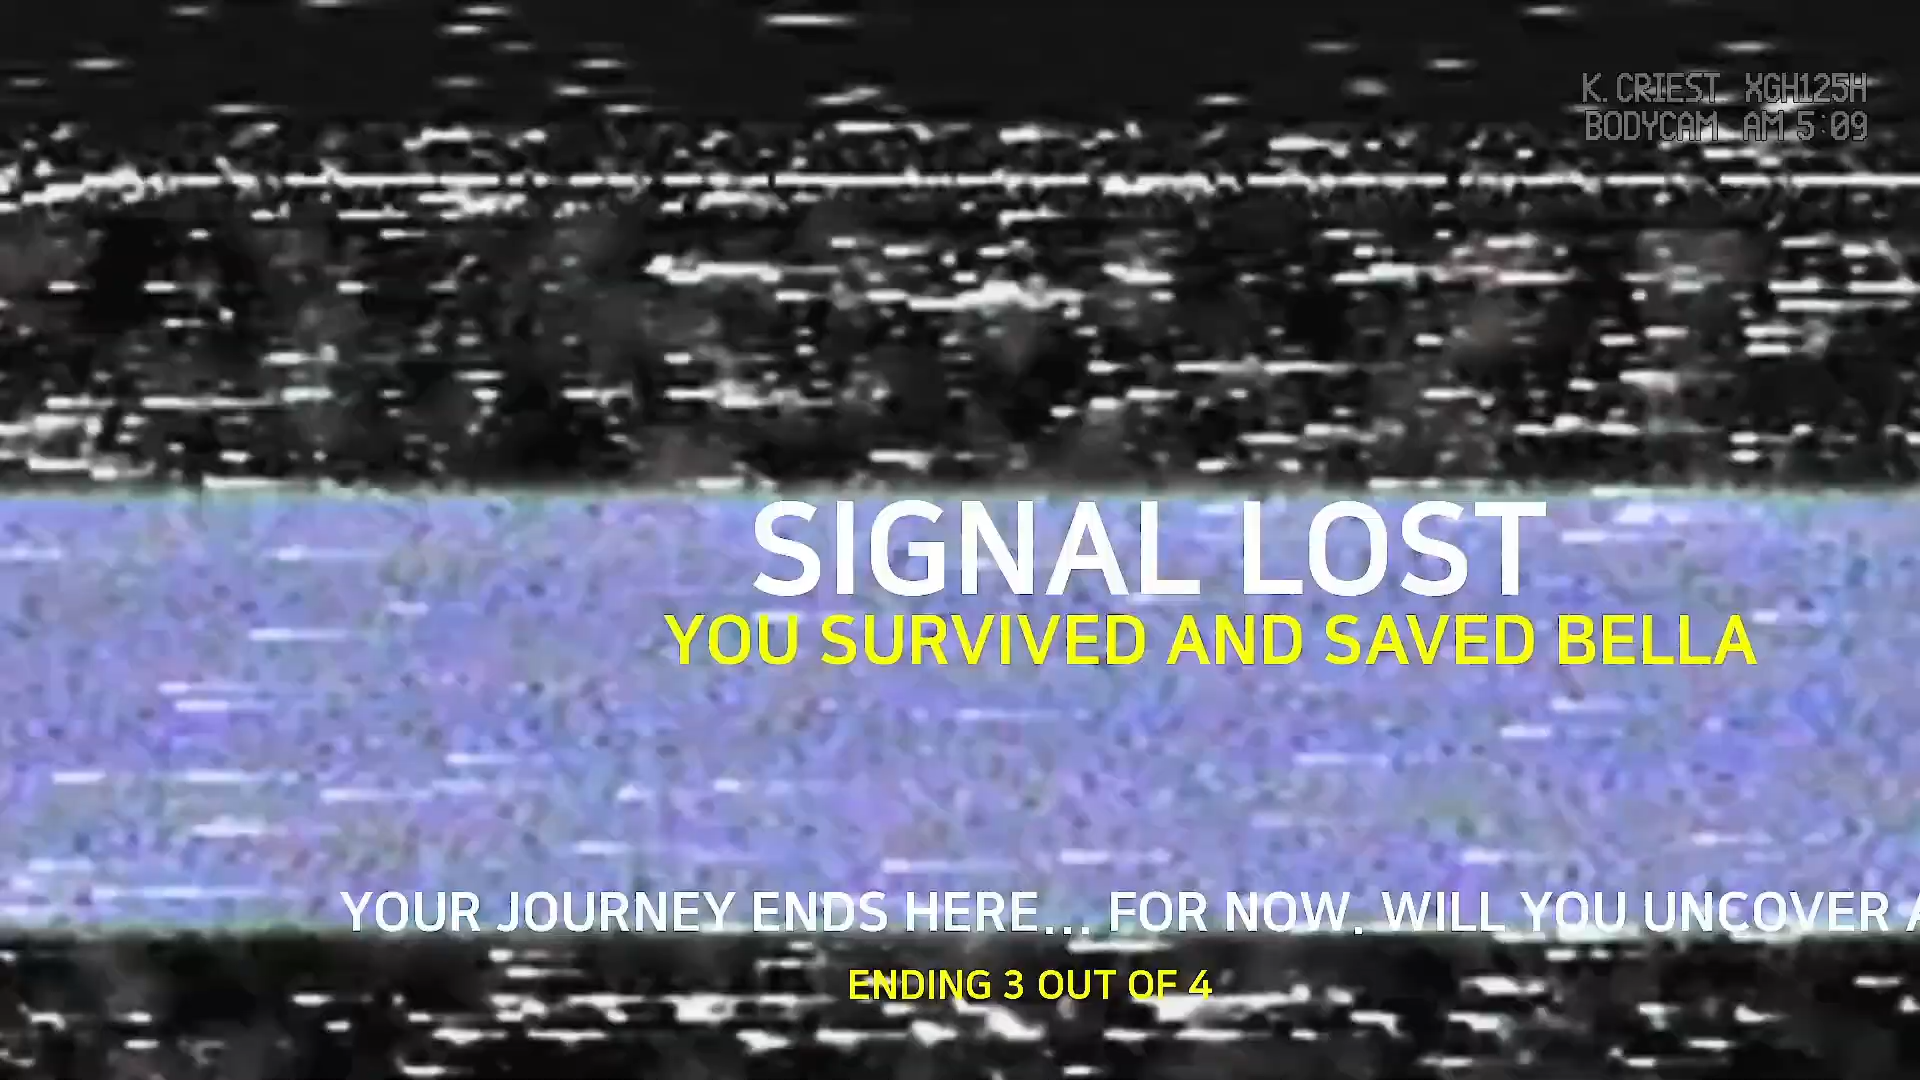 K. CRIEST XGH125H
BODYCAM AM 5:09
SIGNAL LOST
YOU SURVIVED AND SAVED BELLA
YOUR JOURNEY ENDS HERE... FOR NOW. WILL YOU UNCOVER A
ENDING 3 OUT OF 4